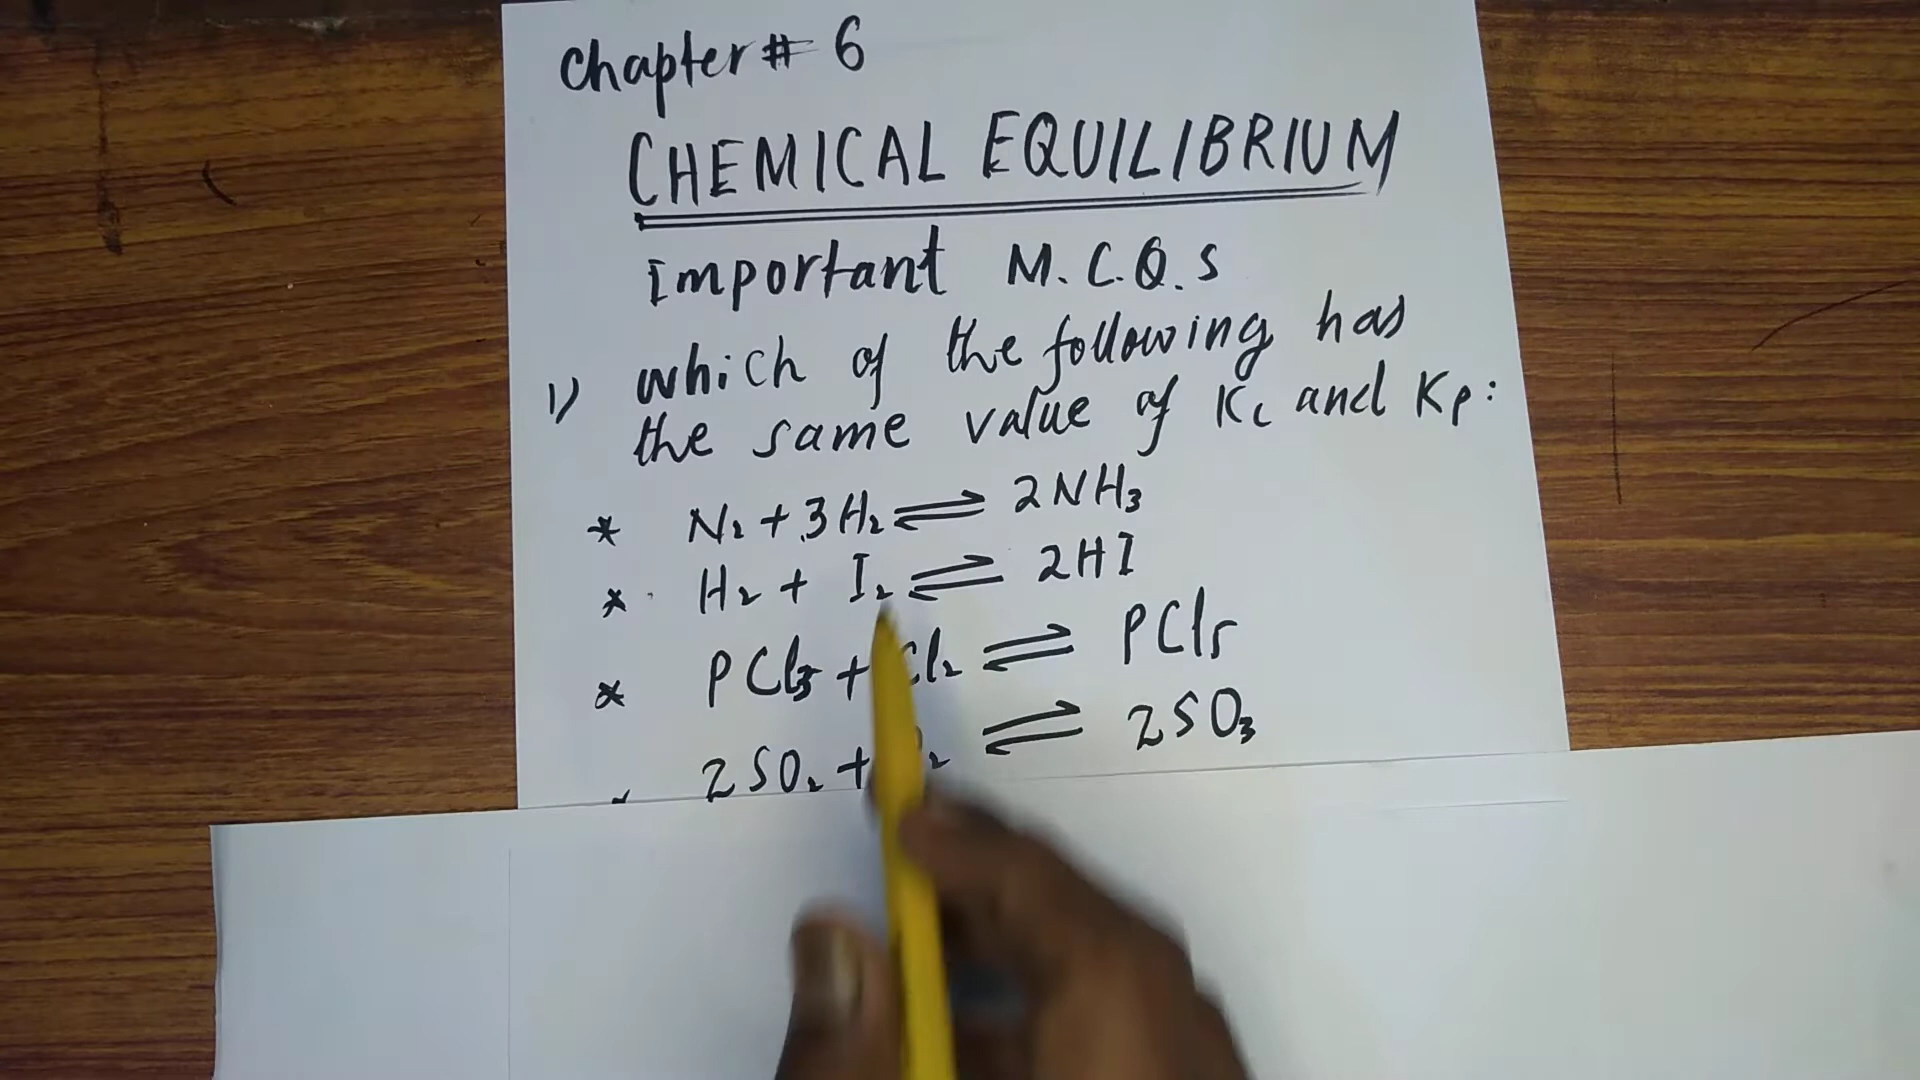 Chapter # 6
CHEMICAL EQUILIBRIUM
Important M.C.Q.S
1) which of the following has
the same value of Kc and Kp:
* N2 + 3H2 ⇌ 2NH3
* H2 + I2 ⇌ 2HI
* PCl3 + Cl2 ⇌ PCl5
2SO2 + ⇌ 2SO3